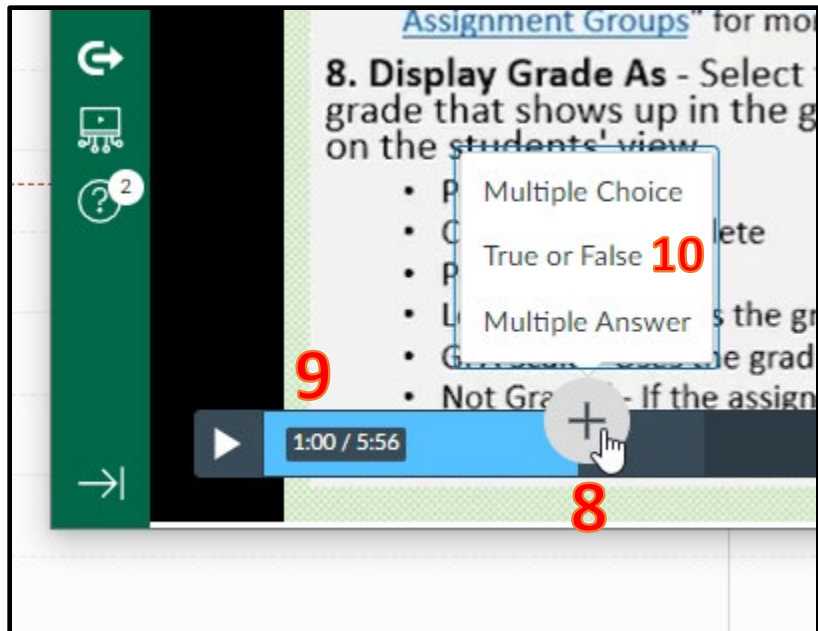 Assignment Groups" for mo
8. Display Grade As - Select
grade that shows up in the g
on the students' view
2
Multiple Choice
ete
True or False 10
Multiple Answer
s the gr
e grad
9
Not Gra - If the assign
1:00 / 5:56
8